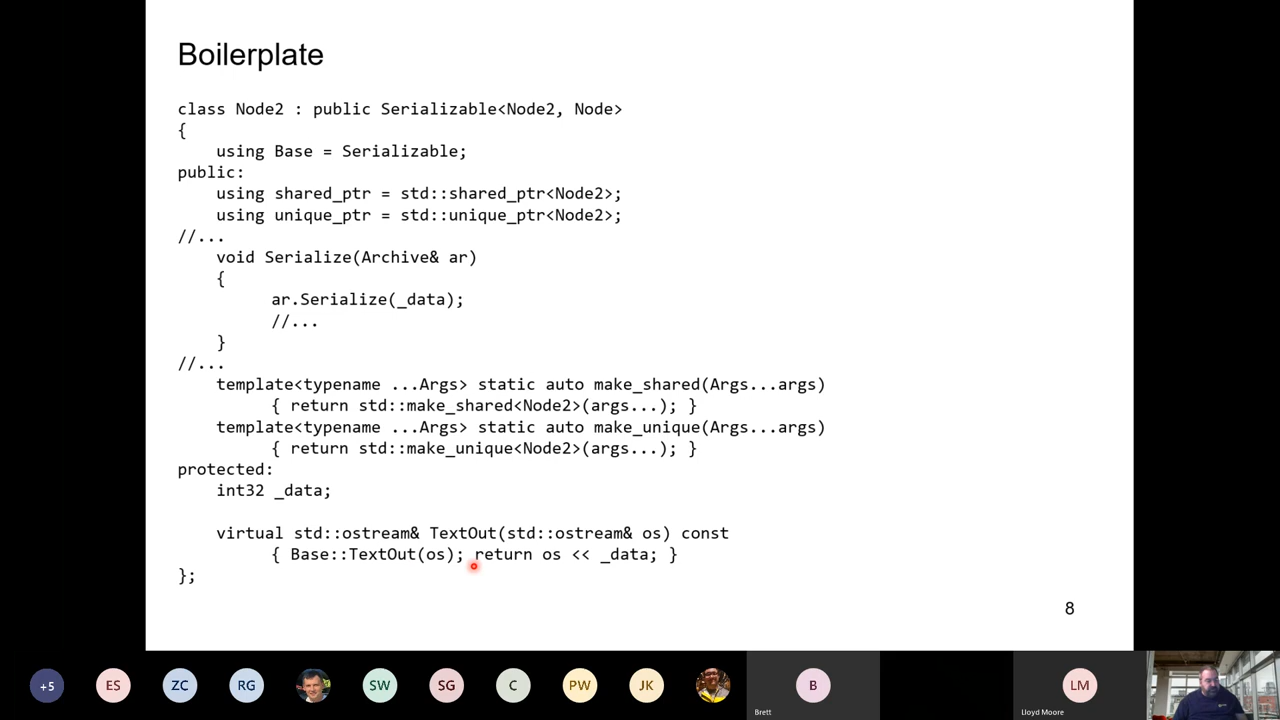 Boilerplate
class Node2 : public Serializable<Node2, Node>
{
using Base = Serializable;
public:
using shared_ptr = std::shared_ptr<Node2>;
using unique_ptr = std::unique_ptr<Node2>;
//...
void Serialize(Archive& ar)
{
ar.Serialize(_data);
//...
}
//...
template<typename ...Args> static auto make_shared(Args...args)
{ return std::make_shared<Node2>(args...); }
template<typename ...Args> static auto make_unique(Args...args)
{ return std::make_unique<Node2>(args...); }
protected:
int32 _data;
virtual std::ostream& TextOut(std::ostream& os) const
{ Base::TextOut(os); return os << _data; }
};
8
+5 ES ZC RG SW SG C PW JK B LM
Brett Lloyd Moore